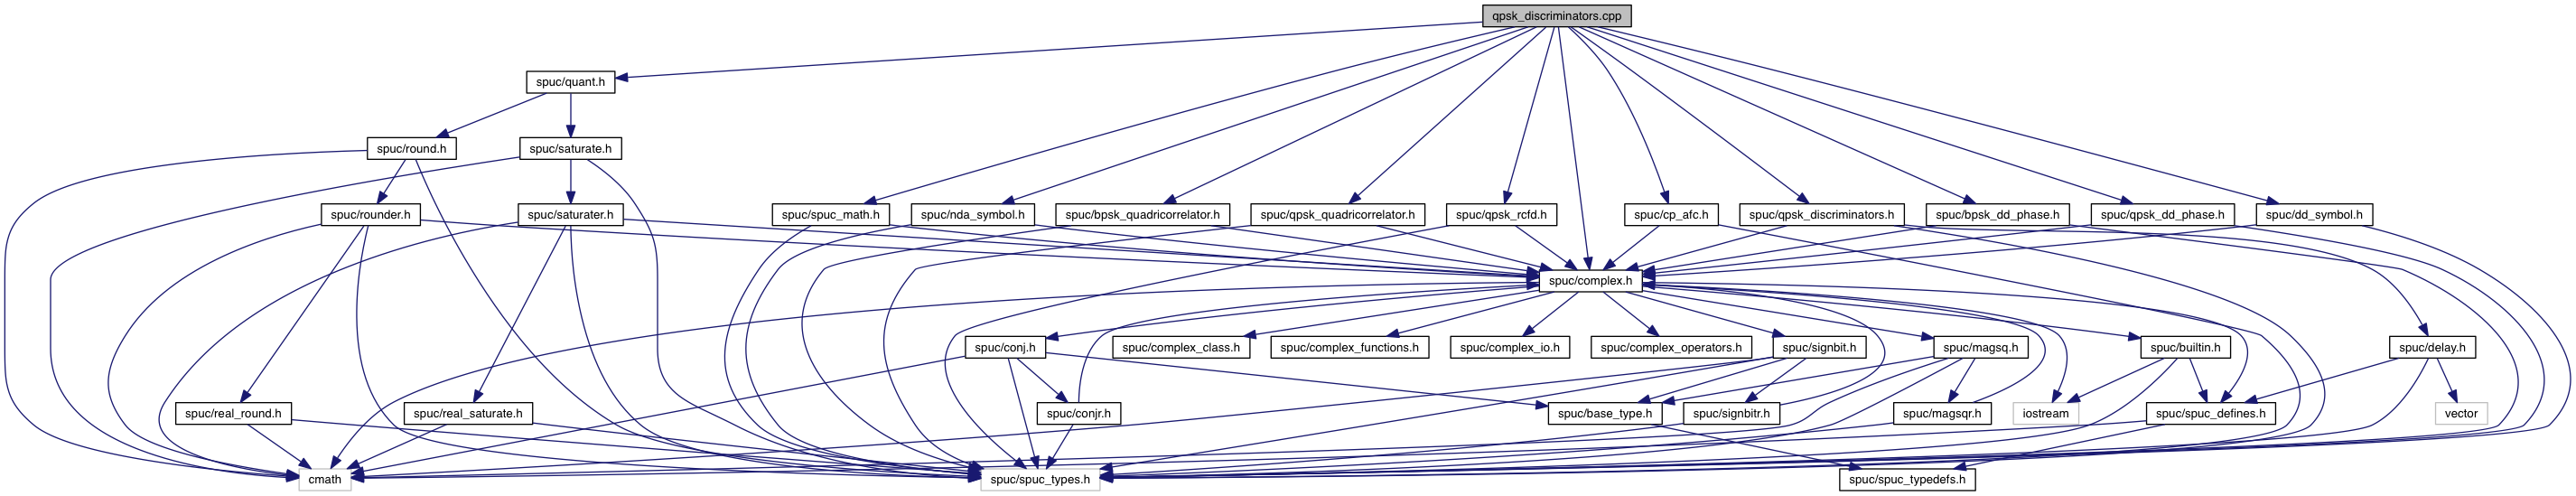 qpsk_discriminators.cpp
spuc/quant.h
spuc/round.h
spuc/saturate.h
spuc/rounder.h
spuc/saturater.h
spuc/spuc_math.h
spuc/nda_symbol.h
spuc/bpsk_quadricorrelator.h
spuc/qpsk_quadricorrelator.h
spuc/qpsk_rcfd.h
spuc/cp_afc.h
spuc/qpsk_discriminators.h
spuc/bpsk_dd_phase.h
spuc/qpsk_dd_phase.h
spuc/dd_symbol.h
spuc/complex.h
spuc/conj.h
spuc/complex_class.h
spuc/complex_functions.h
spuc/complex_io.h
spuc/complex_operators.h
spuc/signbit.h
spuc/magsq.h
spuc/builtin.h
spuc/delay.h
spuc/real_round.h
spuc/real_saturate.h
spuc/conjr.h
spuc/base_type.h
spuc/signbitr.h
spuc/magsqr.h
iostream
spuc/spuc_defines.h
vector
cmath
spuc/spuc_types.h
spuc/spuc_typedefs.h